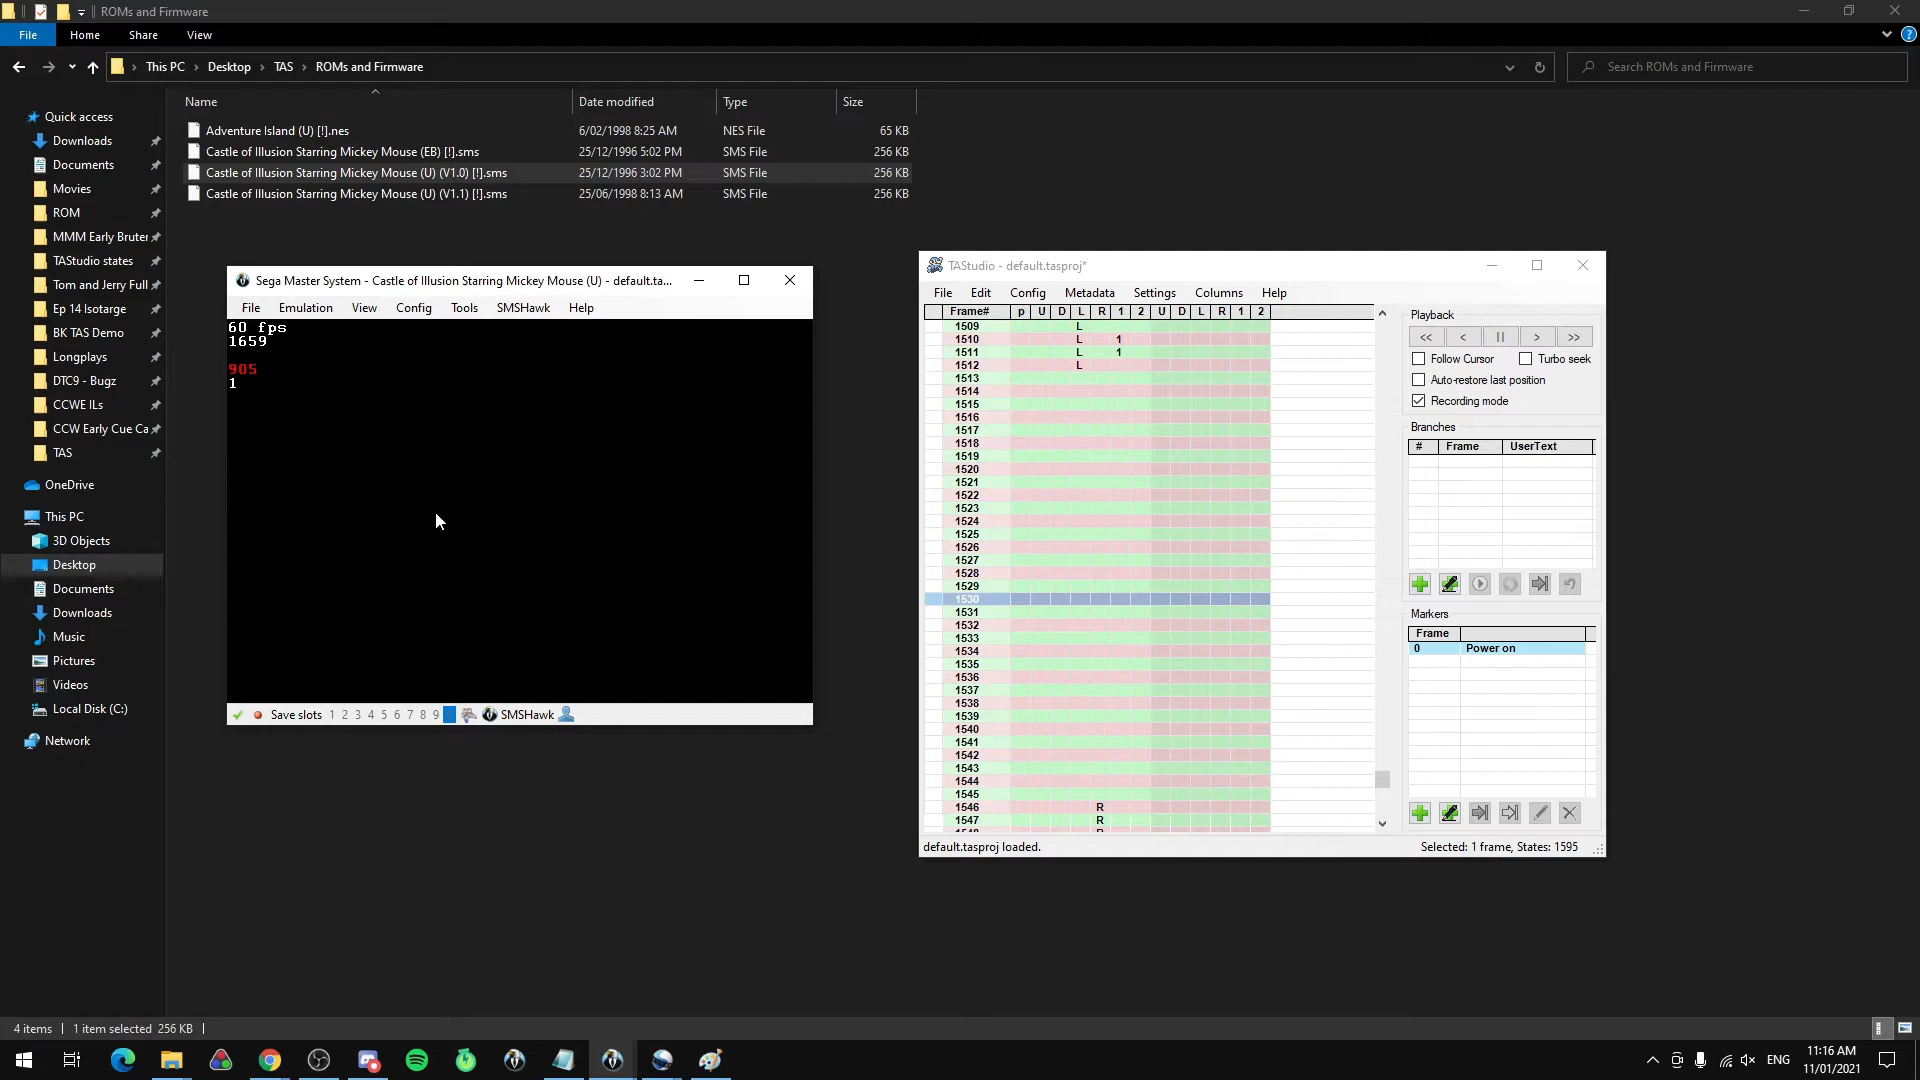 ROMs and Firmware
File Home Share View
This PC Desktop TAS ROMs and Firmware
Search ROMs and Firmware
Name Date modified Type Size
Adventure Island (U) [!].nes 6/02/1998 8:25 AM NES File 65 KB
Castle of Illusion Starring Mickey Mouse (EB) [!].sms 25/12/1996 5:02 PM SMS File 256 KB
Castle of Illusion Starring Mickey Mouse (U) (V1.0) [!].sms 25/12/1996 3:02 PM SMS File 256 KB
Castle of Illusion Starring Mickey Mouse (U) (V1.1) [!].sms 25/06/1998 8:13 AM SMS File 256 KB
Quick access
Downloads
Documents
Movies
ROM
MMM Early Bruter
TAStudio states
Tom and Jerry Full
Ep 14 Isotarge
BK TAS Demo
Longplays
DTC9 - Bugz
CCWE ILs
CCW Early Cue Ca
TAS
OneDrive
This PC
3D Objects
Desktop
Documents
Downloads
Music
Pictures
Videos
Local Disk (C:)
Network
Sega Master System - Castle of Illusion Starring Mickey Mouse (U) - default.ta...
File Emulation View Config Tools SMSHawk Help
60 fps
1659
905
1
Save slots 1 2 3 4 5 6 7 8 9 SMSHawk
TAStudio - default.tasproj*
File Edit Config Metadata Settings Columns Help
Frame# p U D L R 1 2 U D L R 1 2
1509 L
1510 L 1
1511 L 1
1512 L
1513
1514
1515
1516
1517
1518
1519
1520
1521
1522
1523
1524
1525
1526
1527
1528
1529
1530
1531
1532
1533
1534
1535
1536
1537
1538
1539
1540
1541
1542
1543
1544
1545
1546 R
1547 R
1548 R
Playback
<< < || > >>
Follow Cursor Turbo seek
Auto-restore last position
Recording mode
Branches
# Frame UserText
Markers
Frame
0 Power on
default.tasproj loaded. Selected: 1 frame, States: 1595
4 items 1 item selected 256 KB
ENG
11:16 AM
11/01/2021